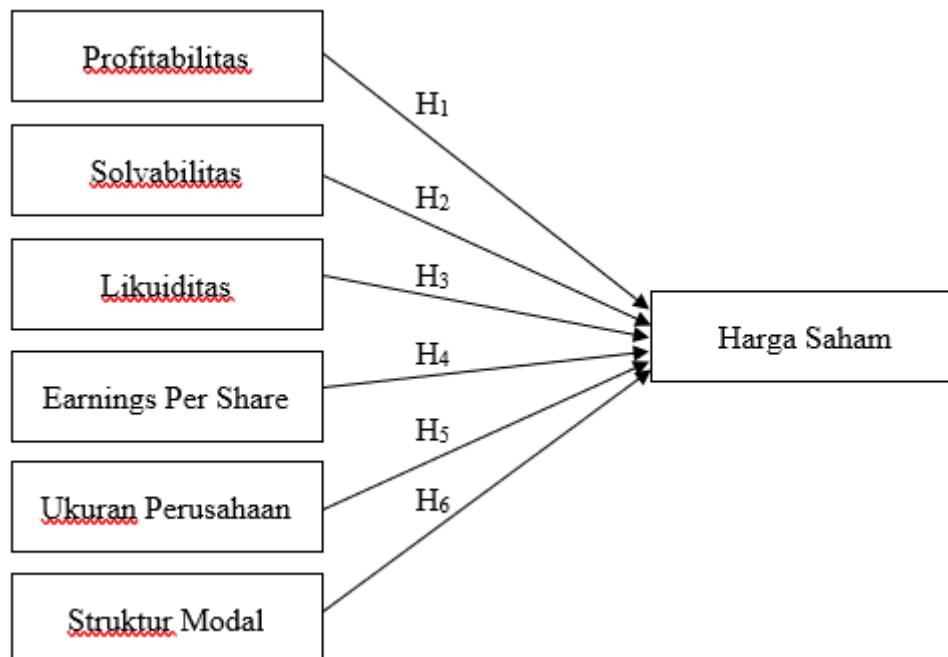 Profitabilitas
H1
Solvabilitas
H2
Likuiditas
H3
Harga Saham
H4
Earnings Per Share
H5
Ukuran Perusahaan
H6
Struktur Modal